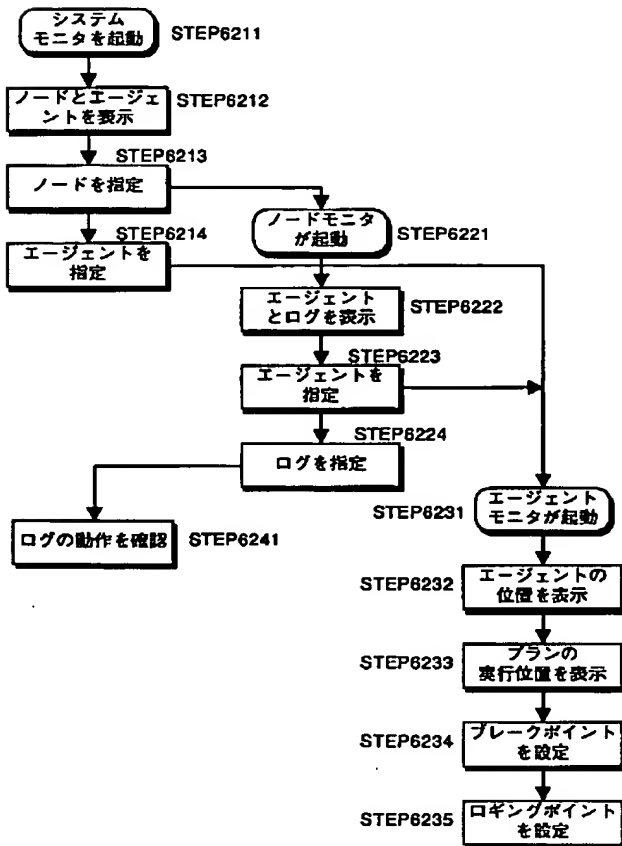 システム
モニタを起動
STEP6211
ノードとエージェ
ントを表示
STEP6212
STEP6213
ノードを指定
STEP6214
エージェントを
指定
ノードモニタ
が起動
STEP6221
エージェント
とログを表示
STEP6222
STEP6223
エージェントを
指定
STEP6224
ログを指定
ログの動作を確認
STEP6241
STEP6231
エージェント
モニタが起動
STEP6232
エージェントの
位置を表示
STEP6233
プランの
実行位置を表示
STEP6234
ブレークポイント
を設定
STEP6235
ロギングポイント
を設定